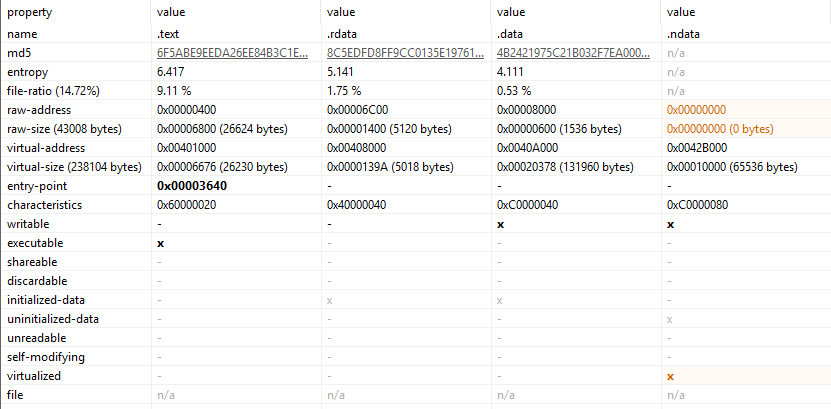 property value value value value
name .text .rdata .data .ndata
md5 6F5ABE9EEDA26EE84B3C1E... 8C5EDFD8FF9CC0135E19761... 4B2421975C21B032F7EA000... n/a
entropy 6.417 5.141 4.111 n/a
file-ratio (14.72%) 9.11 % 1.75 % 0.53 % n/a
raw-address 0x00000400 0x00006C00 0x00008000 0x00000000
raw-size (43008 bytes) 0x00006800 (26624 bytes) 0x00001400 (5120 bytes) 0x00000600 (1536 bytes) 0x00000000 (0 bytes)
virtual-address 0x00401000 0x00408000 0x0040A000 0x0042B000
virtual-size (238104 bytes) 0x00006676 (26230 bytes) 0x0000139A (5018 bytes) 0x00020378 (131960 bytes) 0x00010000 (65536 bytes)
entry-point 0x00003640 - - -
characteristics 0x60000020 0x40000040 0xC0000040 0xC0000080
writable - - x x
executable x - - -
shareable - - - -
discardable - - - -
initialized-data - x x -
uninitialized-data - - - x
unreadable - - - -
self-modifying - - - -
virtualized - - - x
file n/a n/a n/a n/a